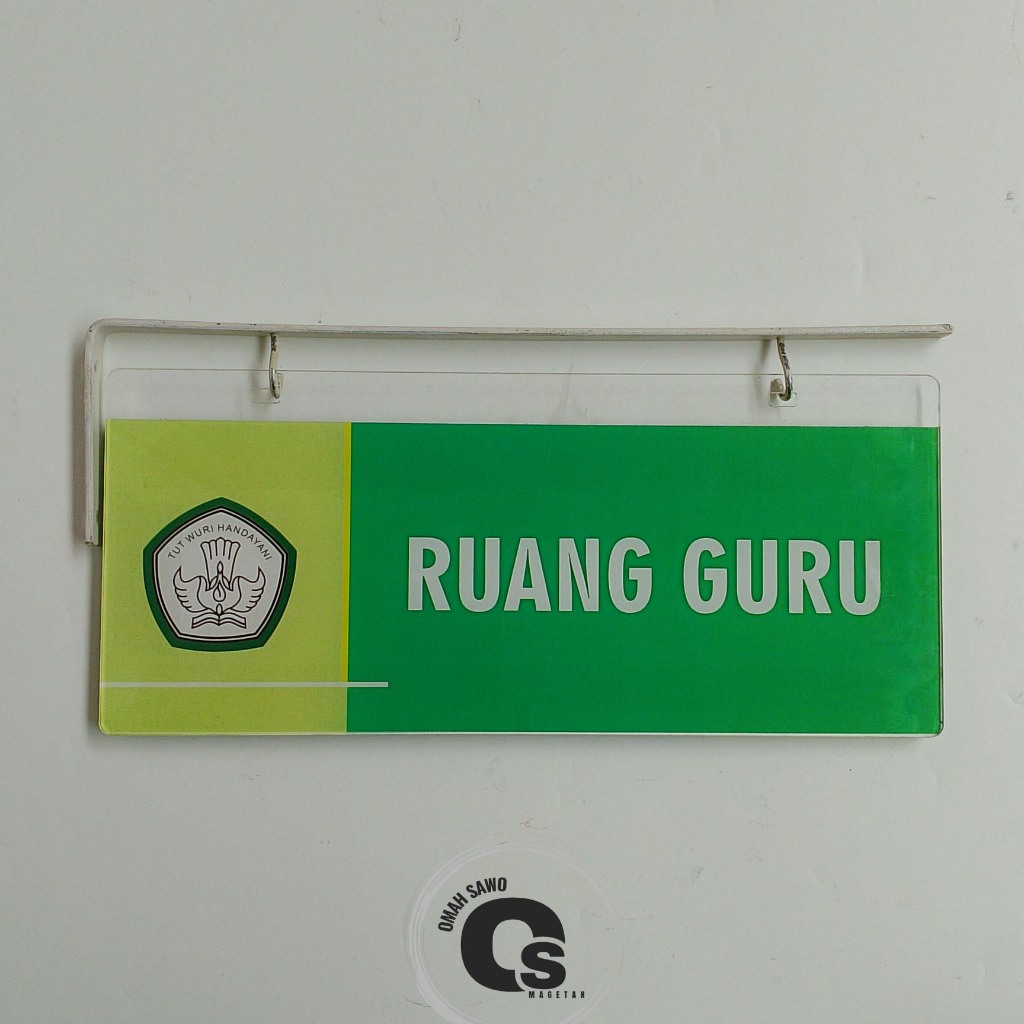 TUT WURI HANDAYANI
RUANG GURU
OMAH SAWO
Os
MAGETAN